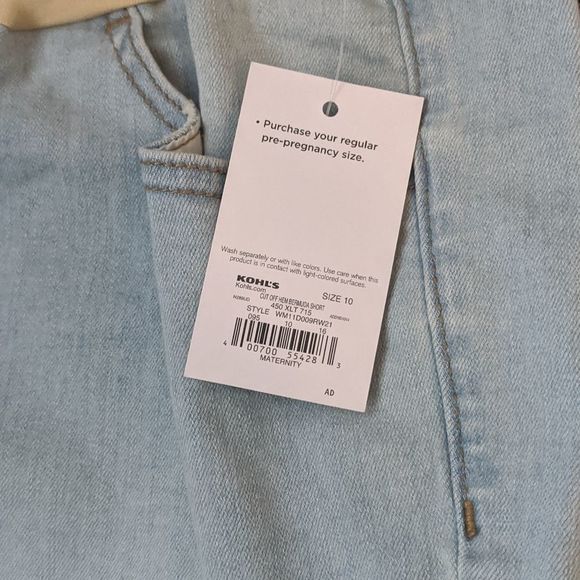 • Purchase your regular
pre-pregnancy size.
Wash separately or with like colors. Use care when this
product is in contact with light-colored surfaces.
KOHL'S
Kohls.com
SIZE 10
CUT OFF HEM BERMUDA SHORT
450 XLT 715
STYLE WM11D009RW21
095 10 16
4 00700 55428 3
MATERNITY
AD